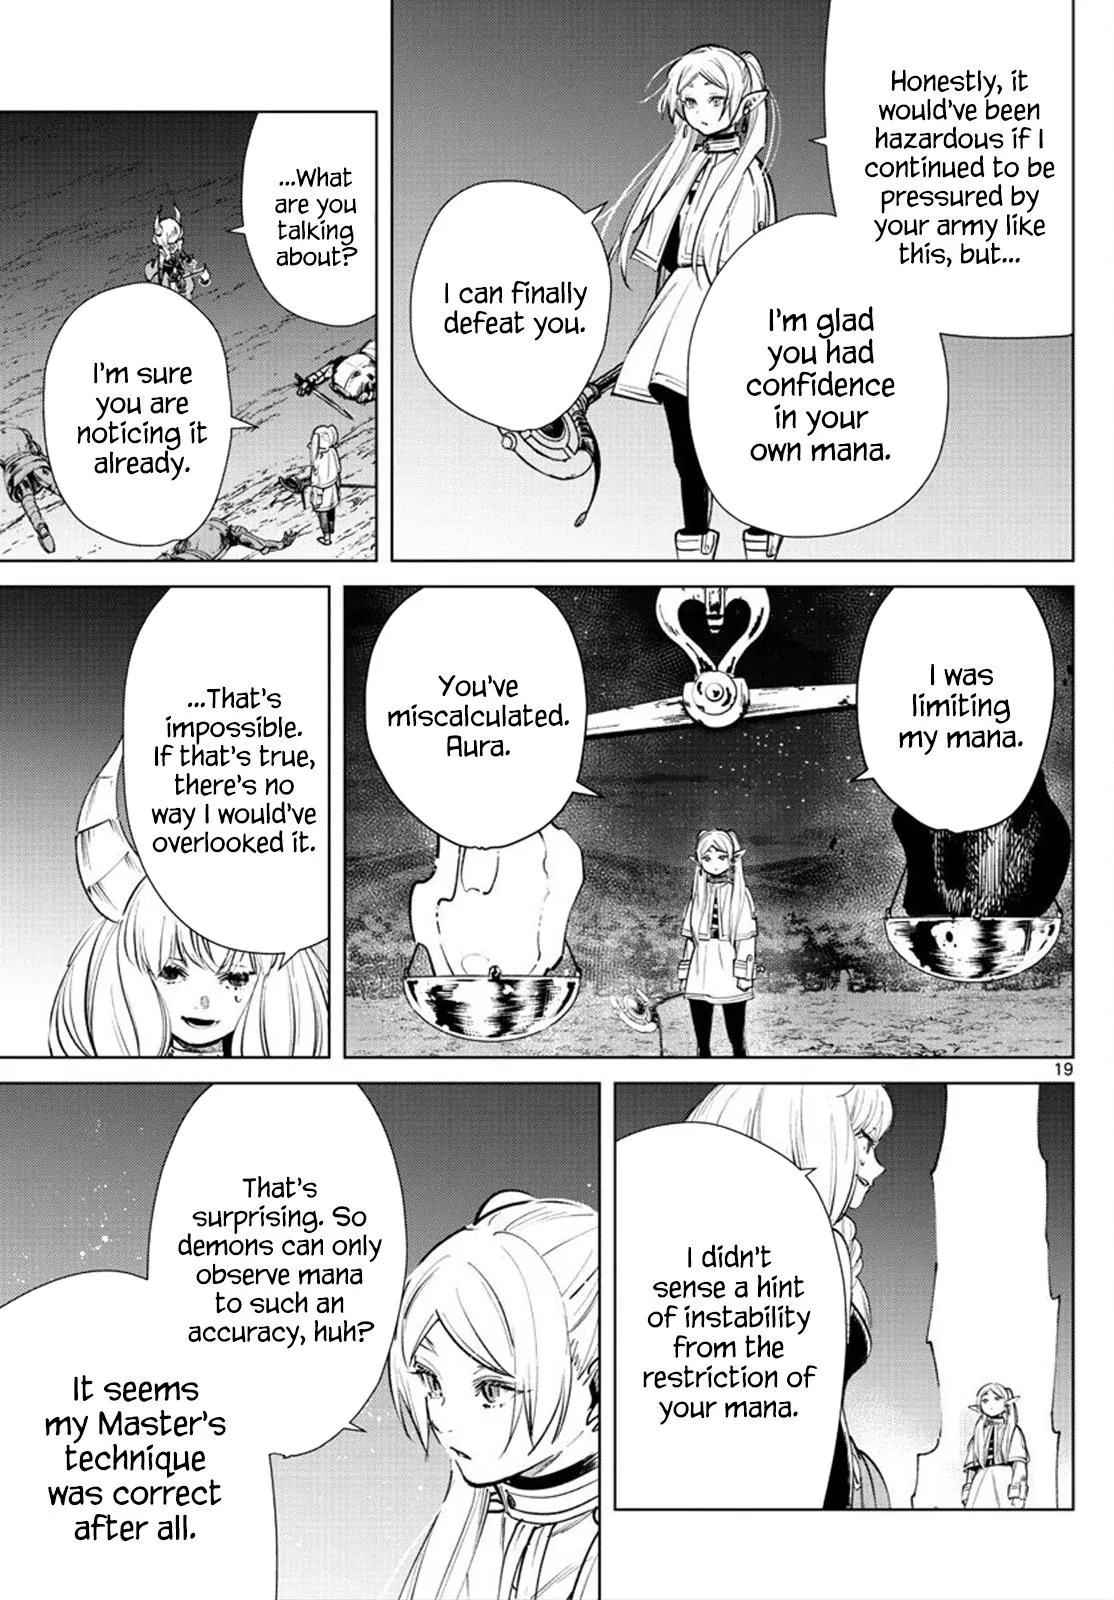 Honestly, it
would've been
hazardous if I
continued to be
pressured by
your army like
this, but...
I'm glad
you had
confidence
in your
own mana.
I can finally
defeat you.
...What
are you
talking
about?
I'm sure
you are
noticing it
already.
I was
limiting
my mana.
You've
miscalculated.
Aura.
...That's
impossible.
If that's true,
there's no
way I would've
overlooked it.
19
I didn't
sense a hint
of instability
from the
restriction of
your mana.
That's
surprising. So
demons can only
observe mana
to such an
accuracy, huh?
It seems
my Master's
technique
was correct
after all.